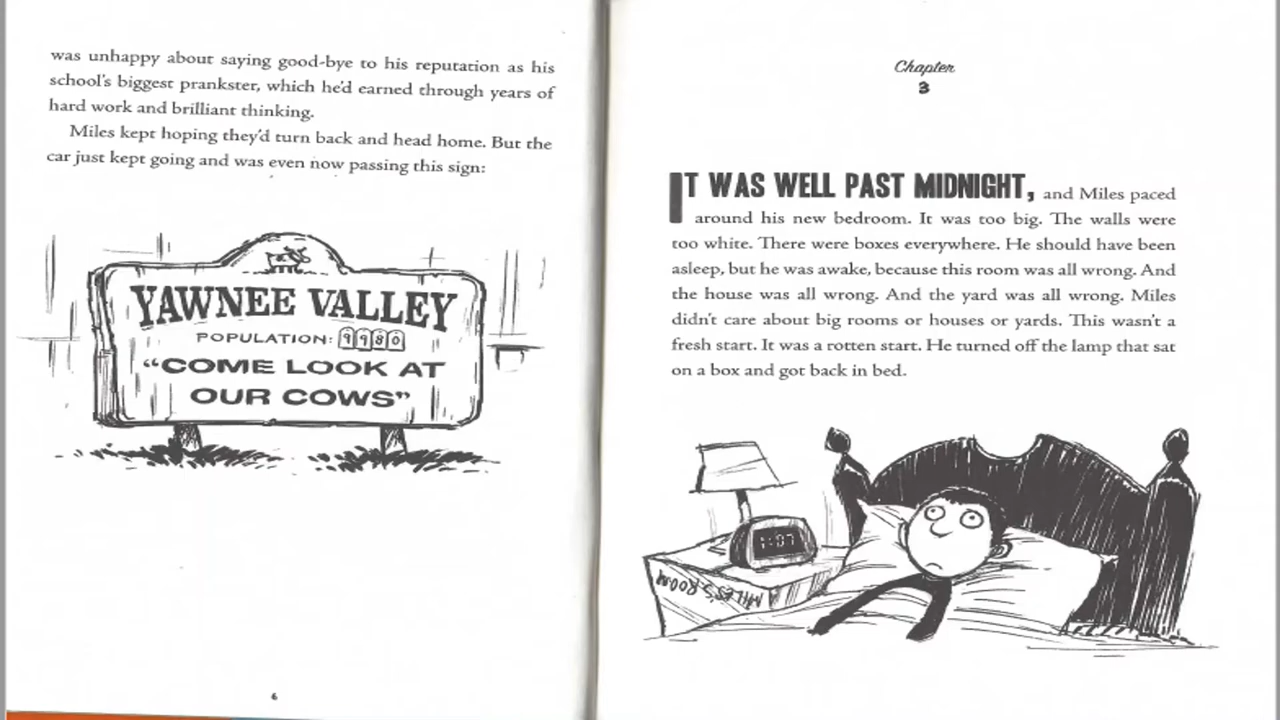 was unhappy about saying good-bye to his reputation as his
school's biggest prankster, which he'd earned through years of
hard work and brilliant thinking.
Miles kept hoping they'd turn back and head home. But the
car just kept going and was even now passing this sign:
YAWNEE VALLEY
POPULATION: 9980
"COME LOOK AT
OUR COWS"
6
Chapter
3
IT WAS WELL PAST MIDNIGHT, and Miles paced
around his new bedroom. It was too big. The walls were
too white. There were boxes everywhere. He should have been
asleep, but he was awake, because this room was all wrong. And
the house was all wrong. And the yard was all wrong. Miles
didn't care about big rooms or houses or yards. This wasn't a
fresh start. It was a rotten start. He turned off the lamp that sat
on a box and got back in bed.
1:07
MILES'S ROOM